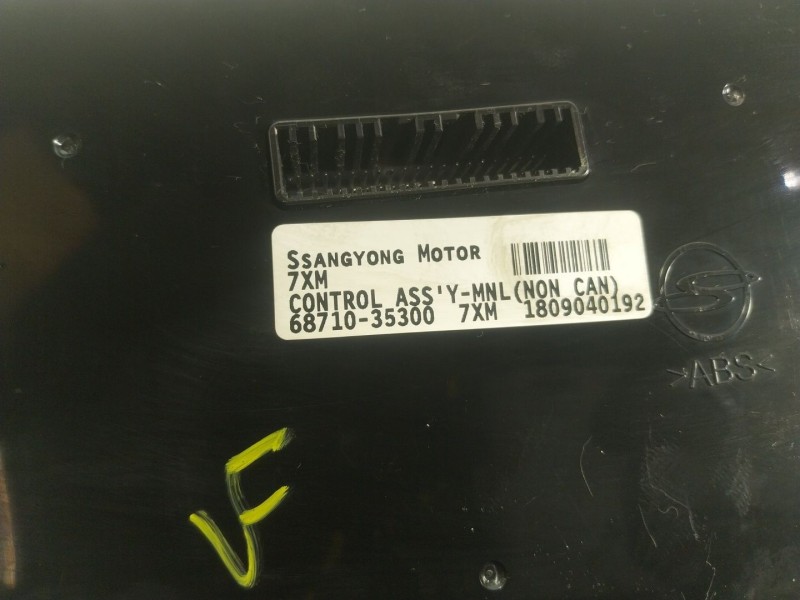 SSANGYONG MOTOR
7XM
CONTROL ASS'Y-MNL(NON CAN)
68710-35300 7XM 1809040192
>ABS<